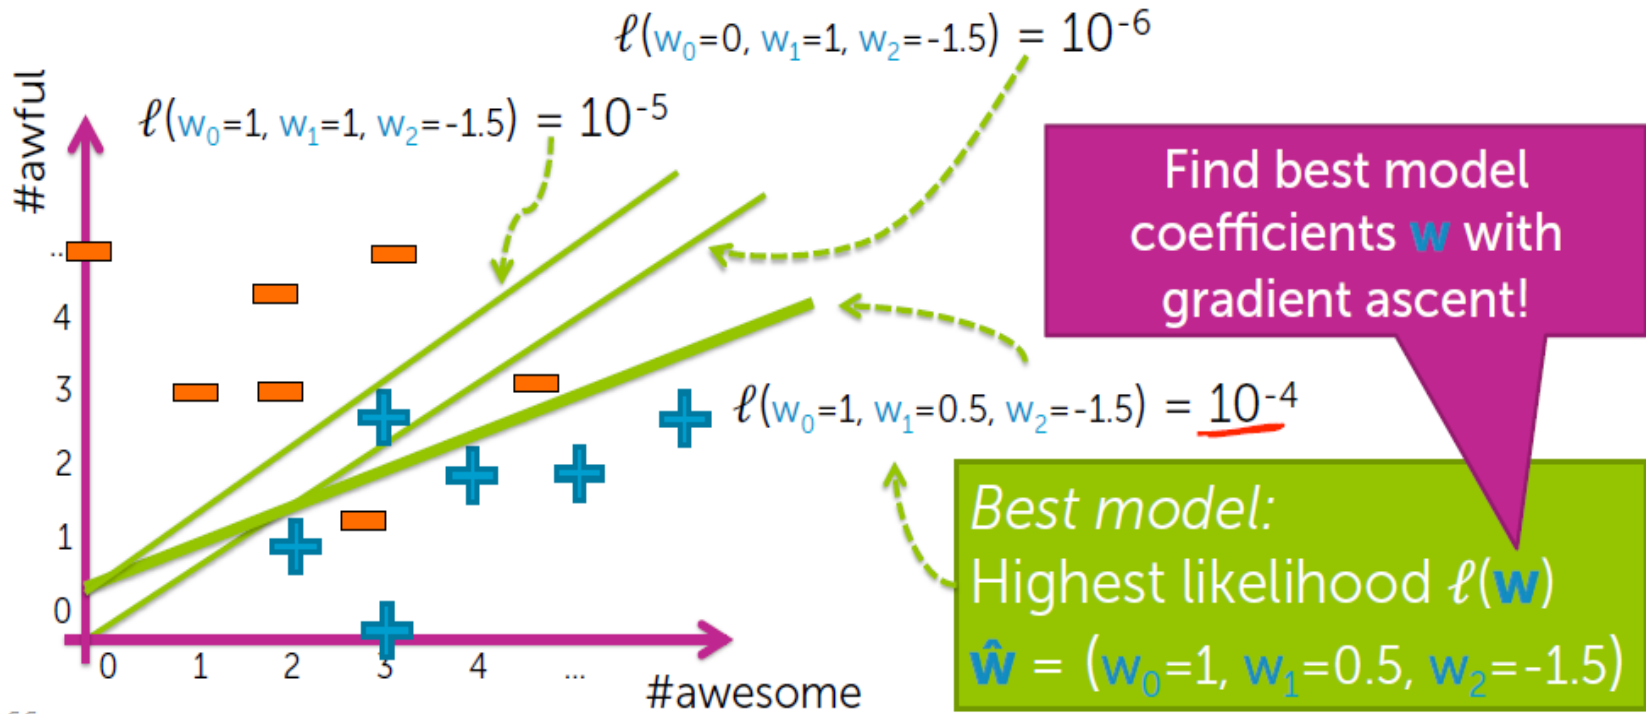 ℓ(w₀=0, w₁=1, w₂=-1.5) = 10⁻⁶
ℓ(w₀=1, w₁=1, w₂=-1.5) = 10⁻⁵
#awful
Find best model
coefficients w with
gradient ascent!
...
4
3
2
1
0
ℓ(w₀=1, w₁=0.5, w₂=-1.5) = 10⁻⁴
Best model:
Highest likelihood ℓ(w)
ŵ = (w₀=1, w₁=0.5, w₂=-1.5)
0 1 2 3 4 ...
#awesome